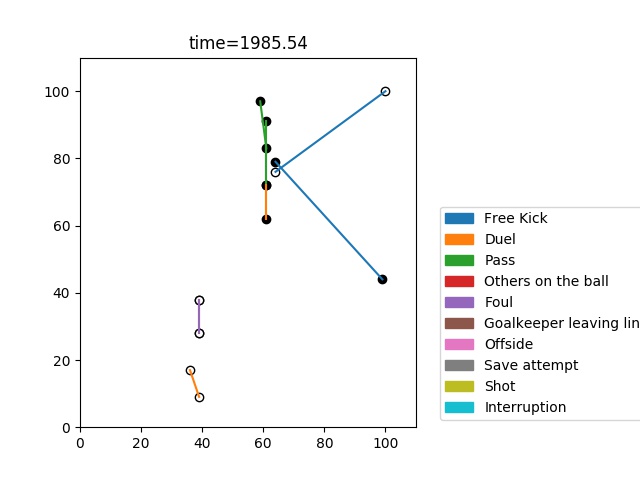 time=1985.54
100
80
60
40
20
0
0 20 40 60 80 100
Free Kick
Duel
Pass
Others on the ball
Foul
Goalkeeper leaving lin
Offside
Save attempt
Shot
Interruption